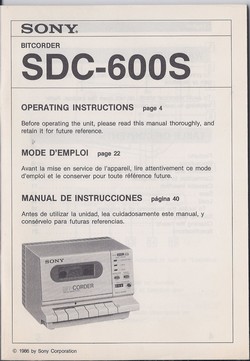 SONY®
BITCORDER
SDC-600S
OPERATING INSTRUCTIONS page 4
Before operating the unit, please read this manual thoroughly, and
retain it for future reference.
MODE D'EMPLOI page 22
Avant la mise en service de l'appareil, lire attentivement ce mode
d'emploi et le conserver pour toute référence future.
MANUAL DE INSTRUCCIONES página 40
Antes de utilizar la unidad, lea cuidadosamente este manual, y
consérvelo para futuras referencias.
SONY
BITCORDER
© 1986 by Sony Corporation